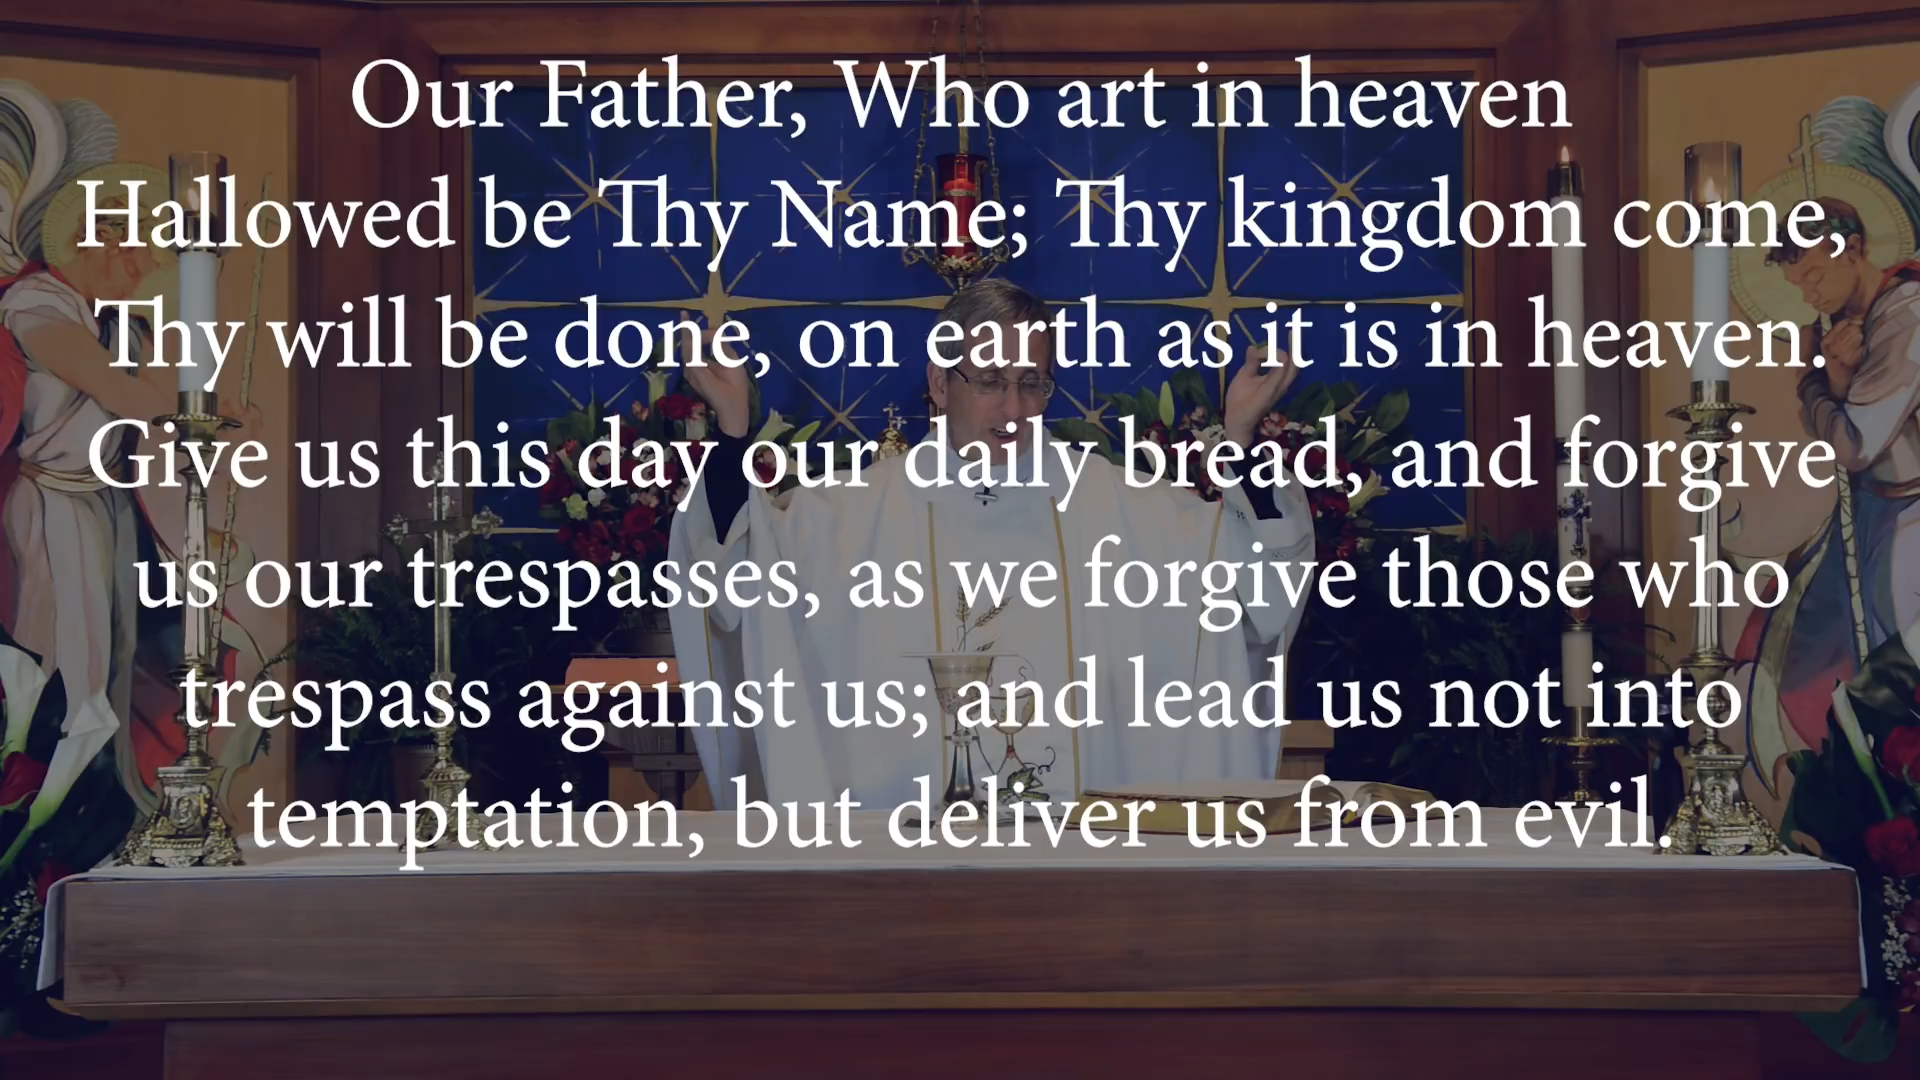 Our Father, Who art in heaven
Hallowed be Thy Name; Thy kingdom come,
Thy will be done, on earth as it is in heaven.
Give us this day our daily bread, and forgive
us our trespasses, as we forgive those who
trespass against us; and lead us not into
temptation, but deliver us from evil.